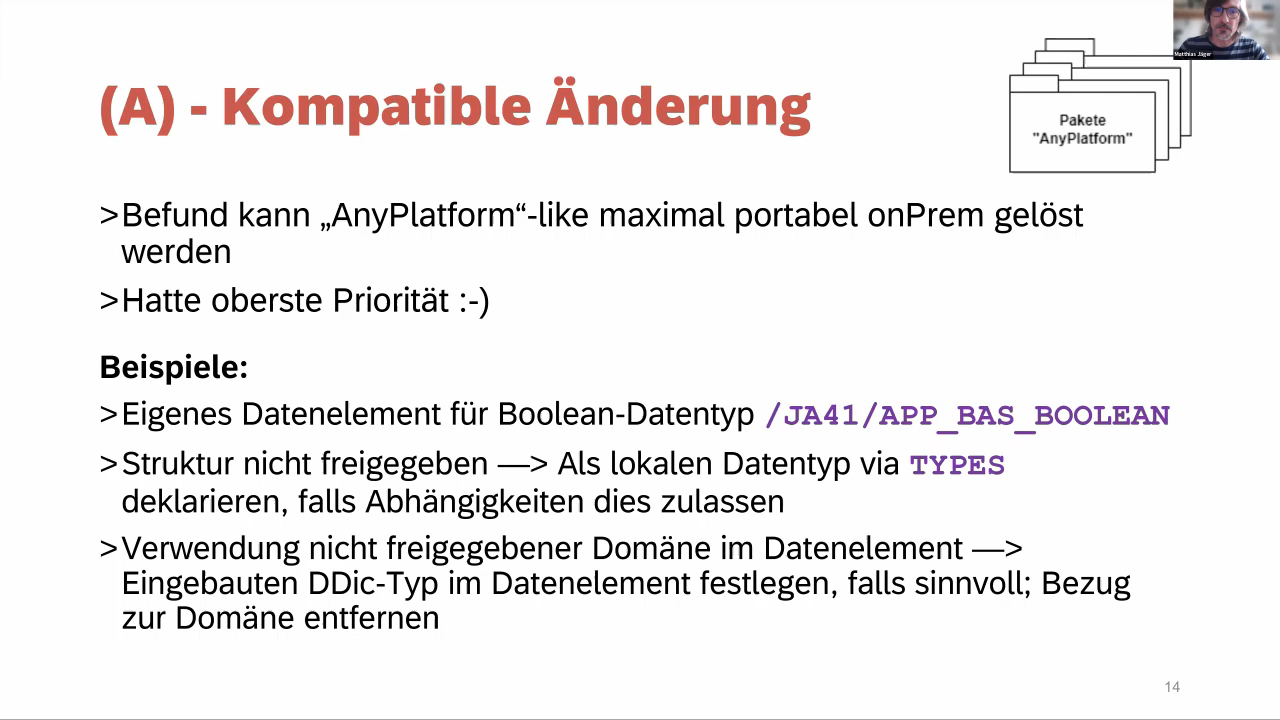 Matthias Jäger
(A) - Kompatible Änderung
Pakete
"AnyPlatform"
>Befund kann „AnyPlatform“-like maximal portabel onPrem gelöst
werden
>Hatte oberste Priorität :-)
Beispiele:
>Eigenes Datenelement für Boolean-Datentyp /JA41/APP_BAS_BOOLEAN
>Struktur nicht freigegeben —> Als lokalen Datentyp via TYPES
deklarieren, falls Abhängigkeiten dies zulassen
>Verwendung nicht freigegebener Domäne im Datenelement —>
Eingebauten DDic-Typ im Datenelement festlegen, falls sinnvoll; Bezug
zur Domäne entfernen
14